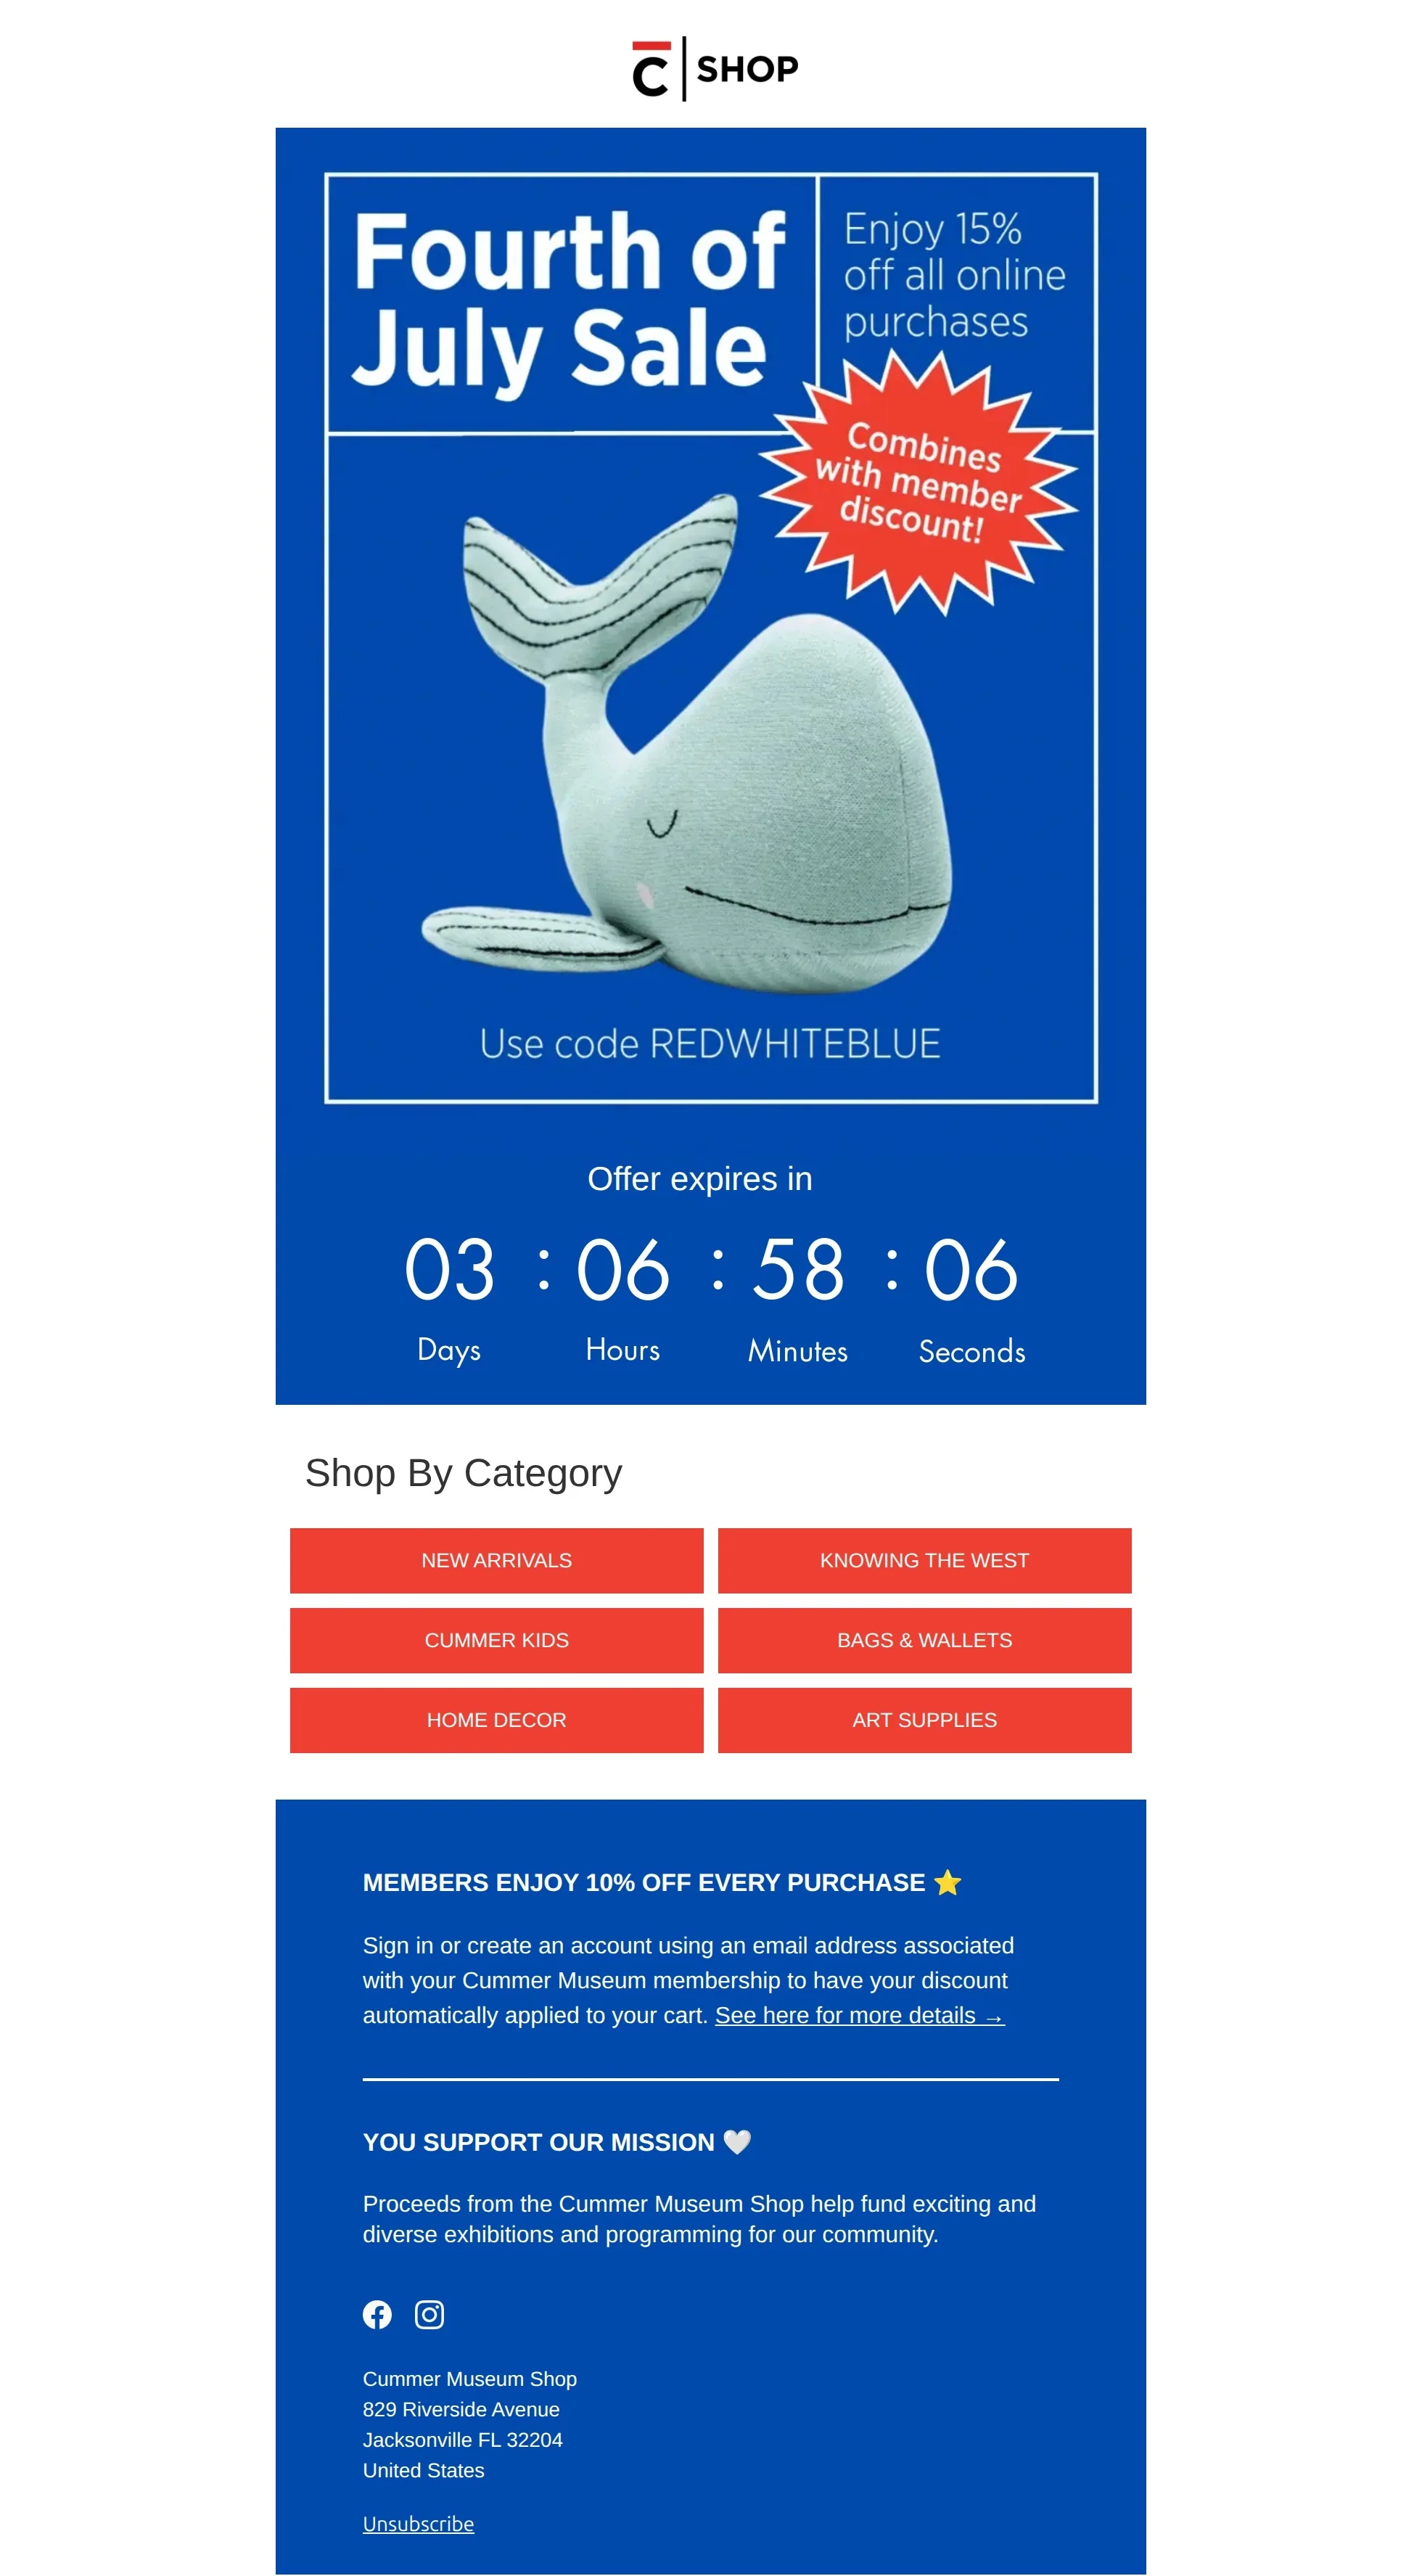 C SHOP
Fourth of
July Sale
Enjoy 15%
off all online
purchases
Combines
with member
discount!
Use code REDWHITEBLUE
Offer expires in
03 : 06 : 58 : 06
Days Hours Minutes Seconds
Shop By Category
NEW ARRIVALS KNOWING THE WEST
CUMMER KIDS BAGS & WALLETS
HOME DECOR ART SUPPLIES
MEMBERS ENJOY 10% OFF EVERY PURCHASE ⭐
Sign in or create an account using an email address associated
with your Cummer Museum membership to have your discount
automatically applied to your cart. See here for more details →
YOU SUPPORT OUR MISSION 🤍
Proceeds from the Cummer Museum Shop help fund exciting and
diverse exhibitions and programming for our community.
Cummer Museum Shop
829 Riverside Avenue
Jacksonville FL 32204
United States
Unsubscribe